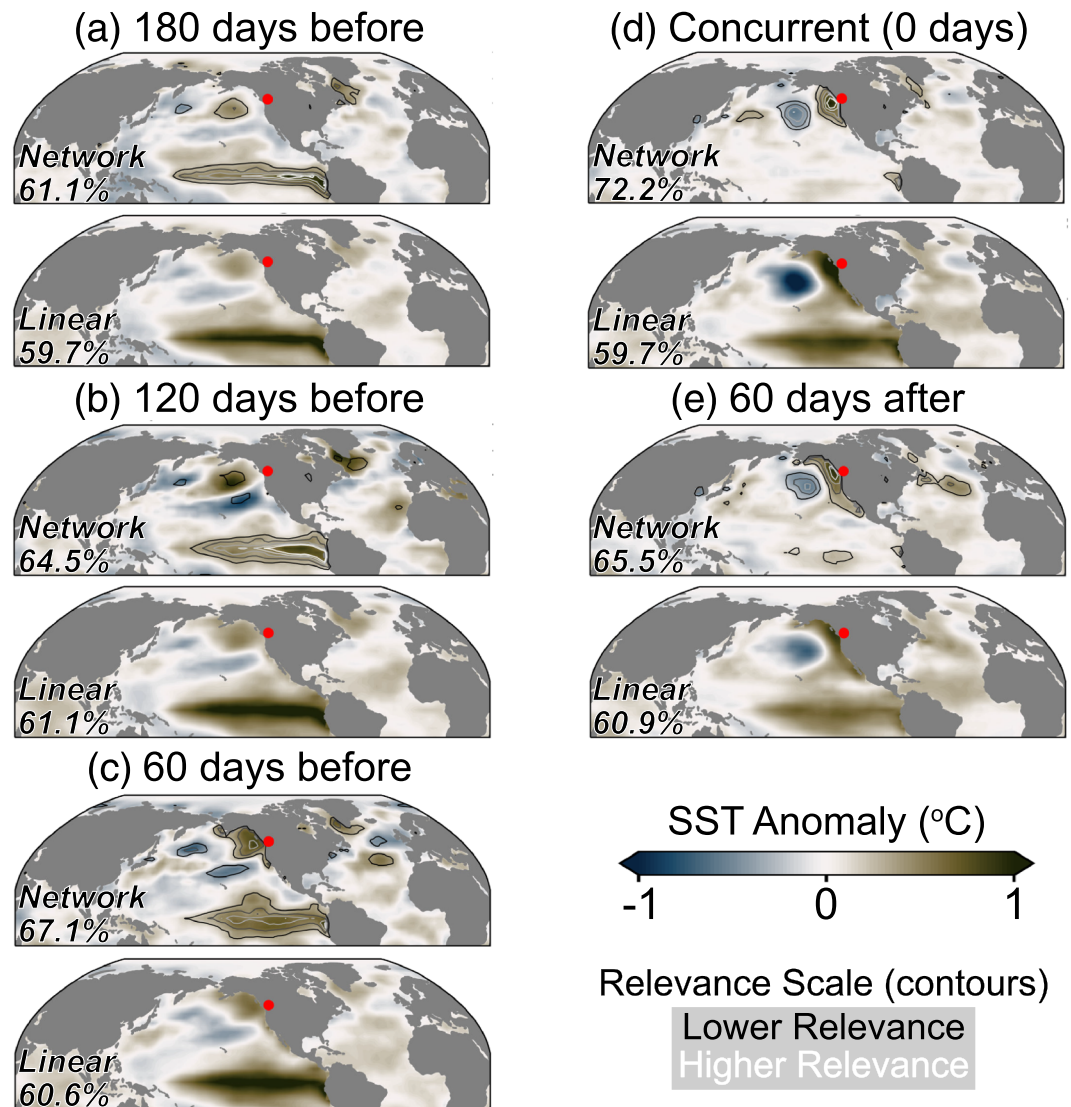 (a) 180 days before
Network
61.1%
Linear
59.7%
(b) 120 days before
Network
64.5%
Linear
61.1%
(c) 60 days before
Network
67.1%
Linear
60.6%
(d) Concurrent (0 days)
Network
72.2%
Linear
59.7%
(e) 60 days after
Network
65.5%
Linear
60.9%
SST Anomaly (°C)
-1 0 1
Relevance Scale (contours)
Lower Relevance
Higher Relevance